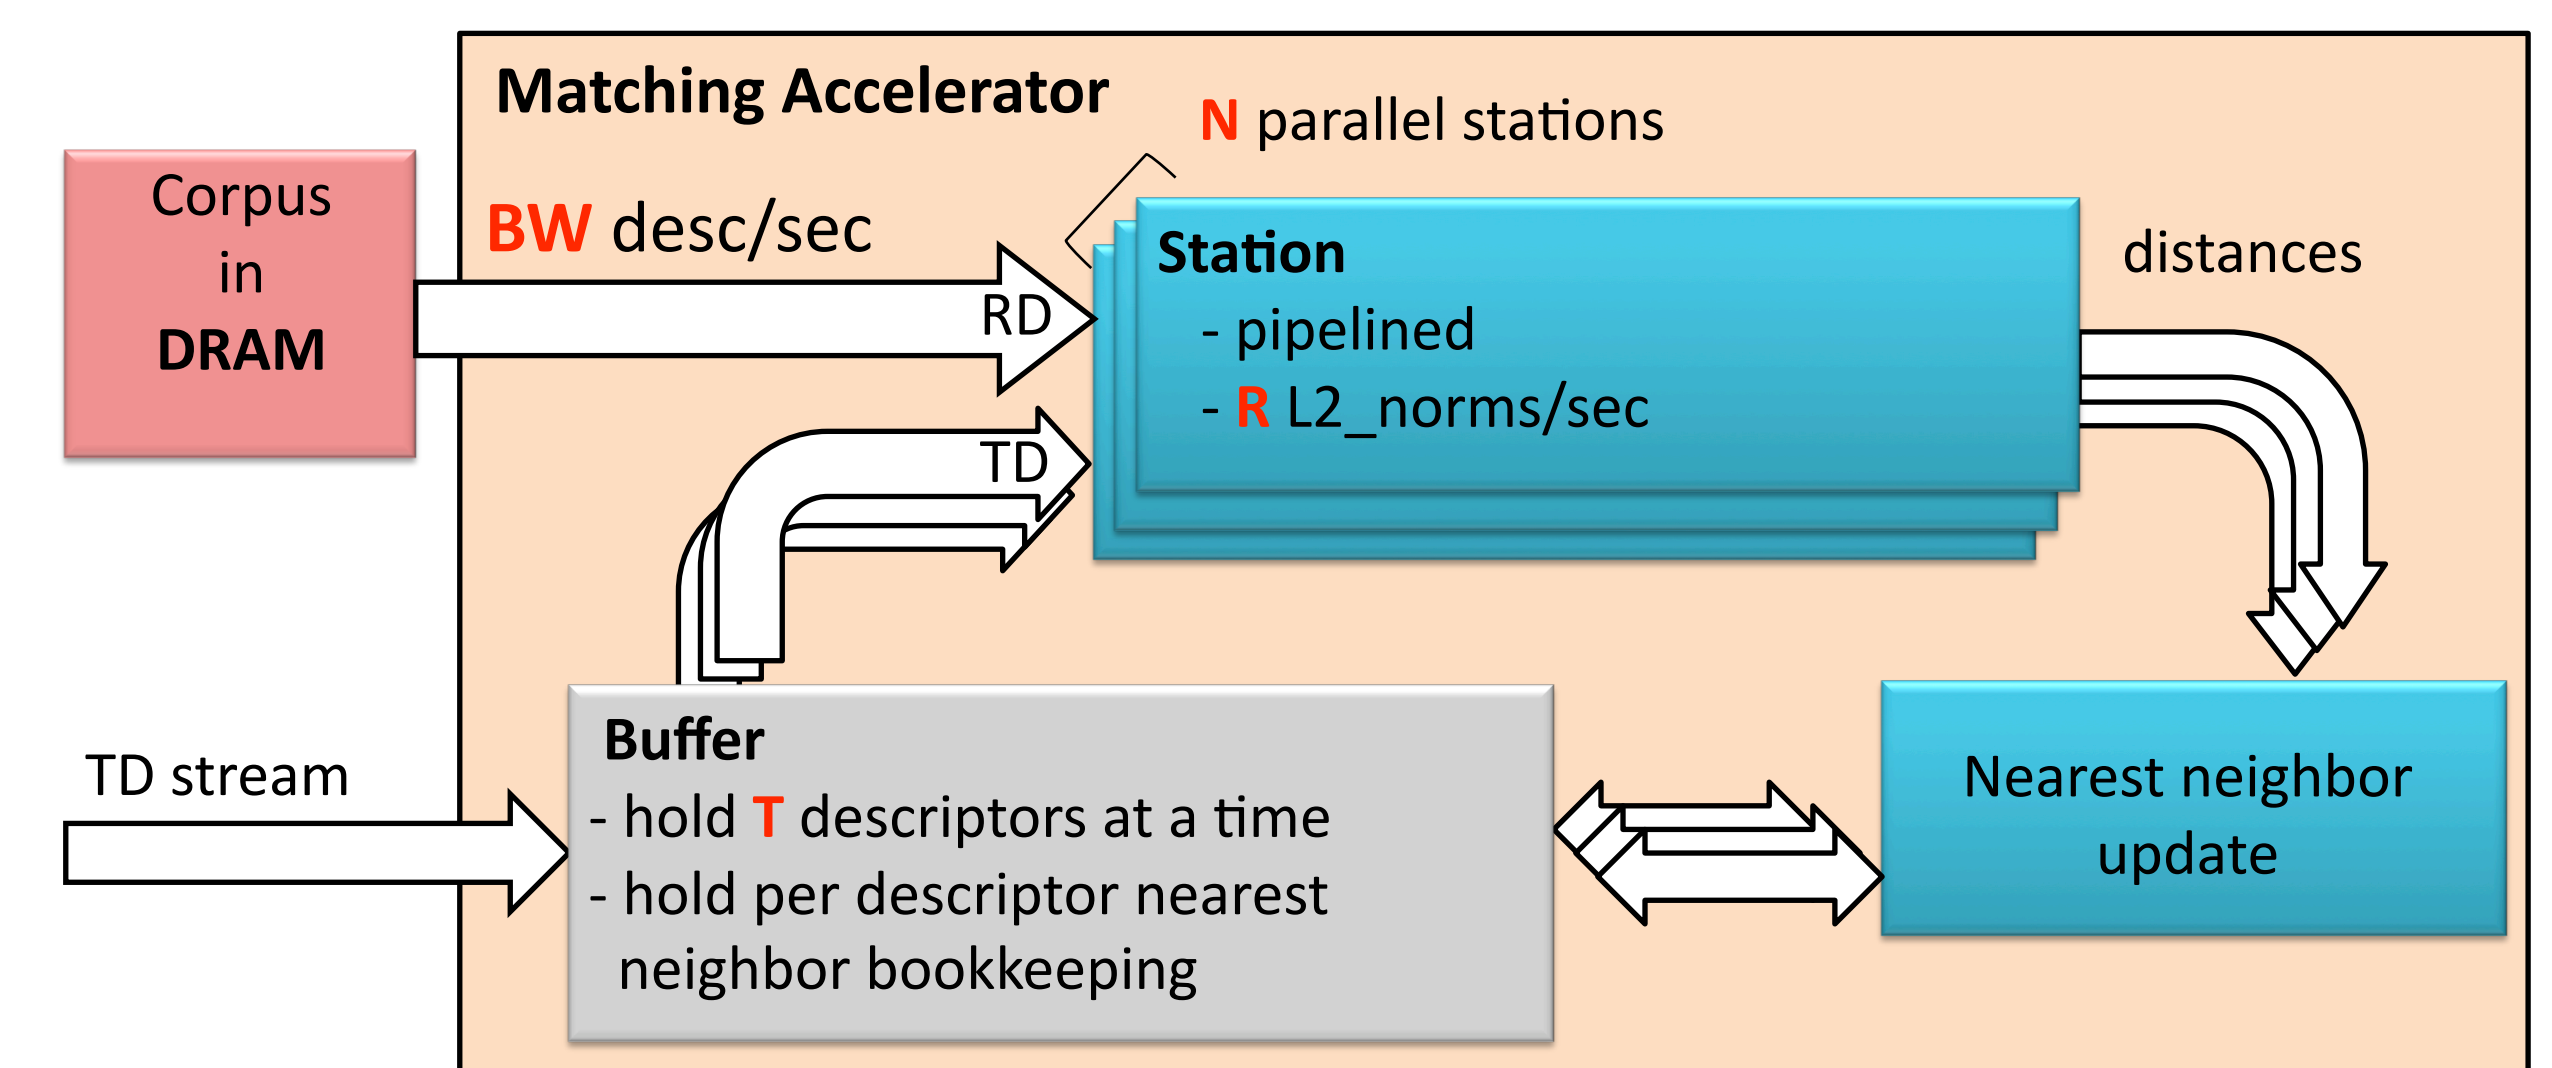 Matching Accelerator
N parallel stations
Corpus
in
DRAM
BW desc/sec
RD
Station
- pipelined
- R L2_norms/sec
distances
TD
TD stream
Buffer
- hold T descriptors at a time
- hold per descriptor nearest
neighbor bookkeeping
Nearest neighbor
update